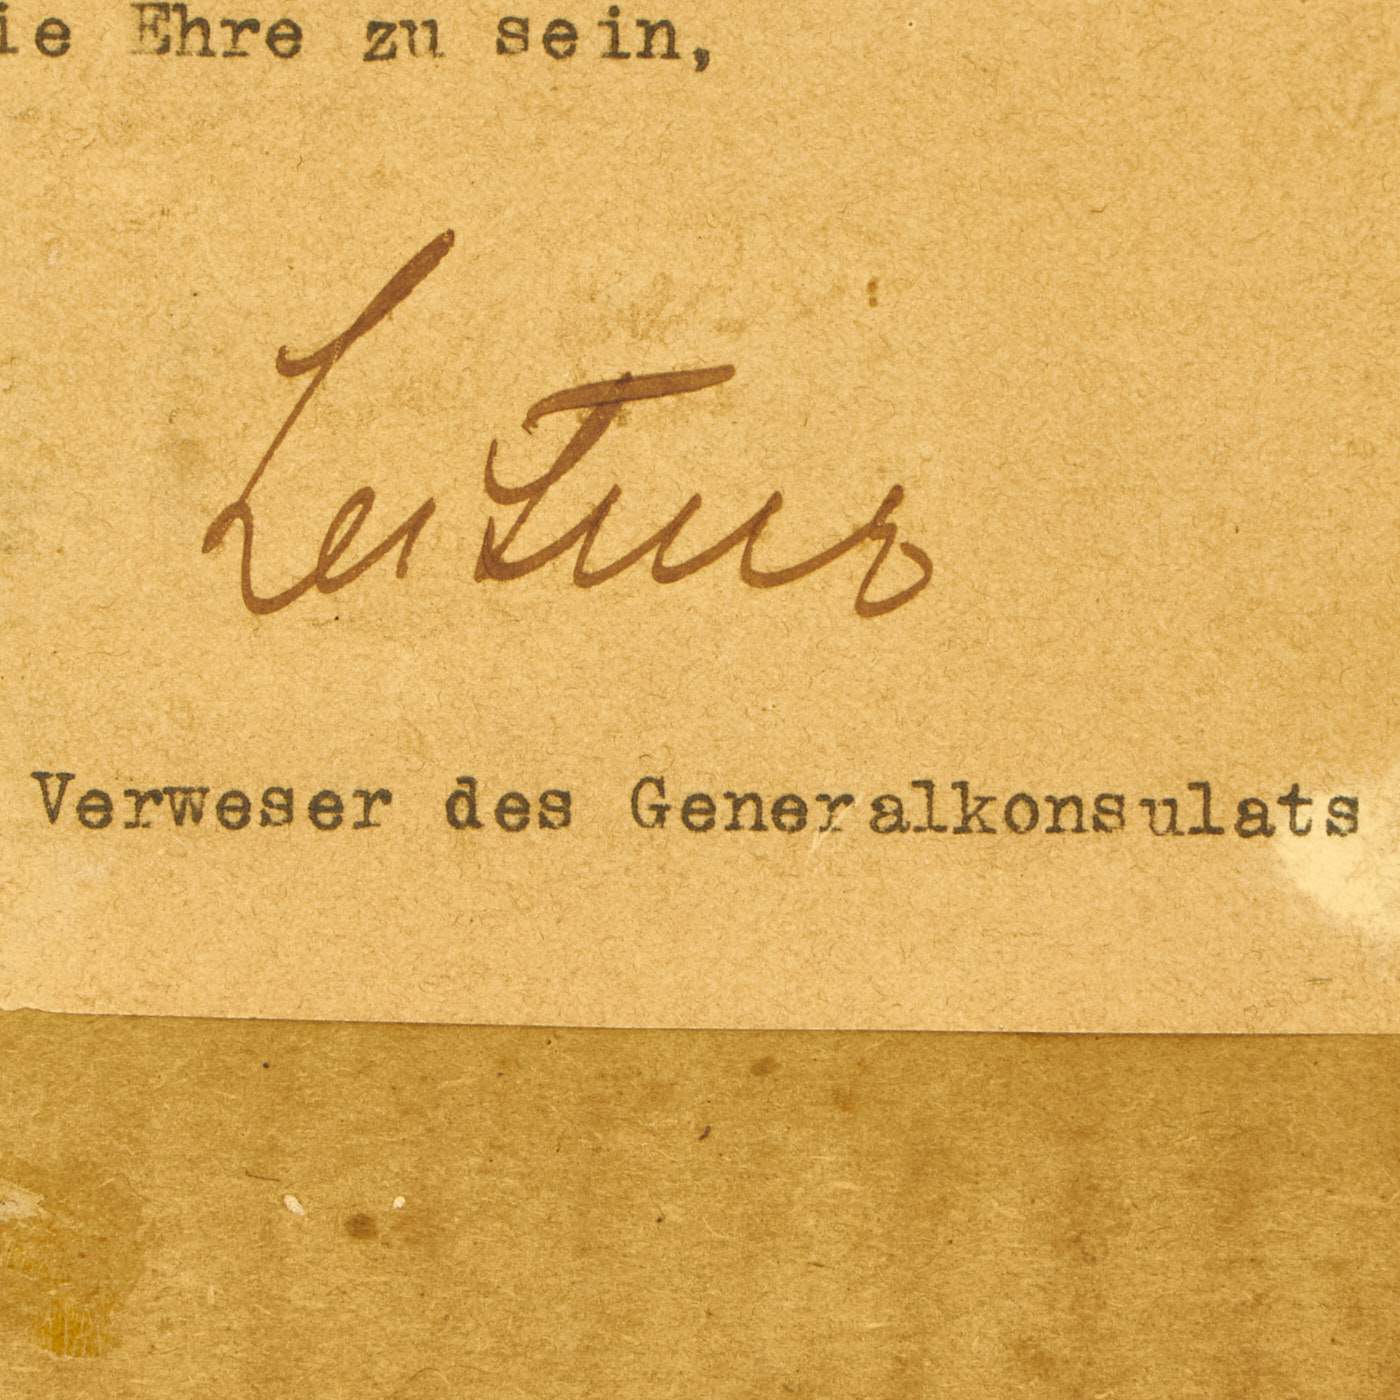 ie Ehre zu sein,
Verweser des Generalkonsulats